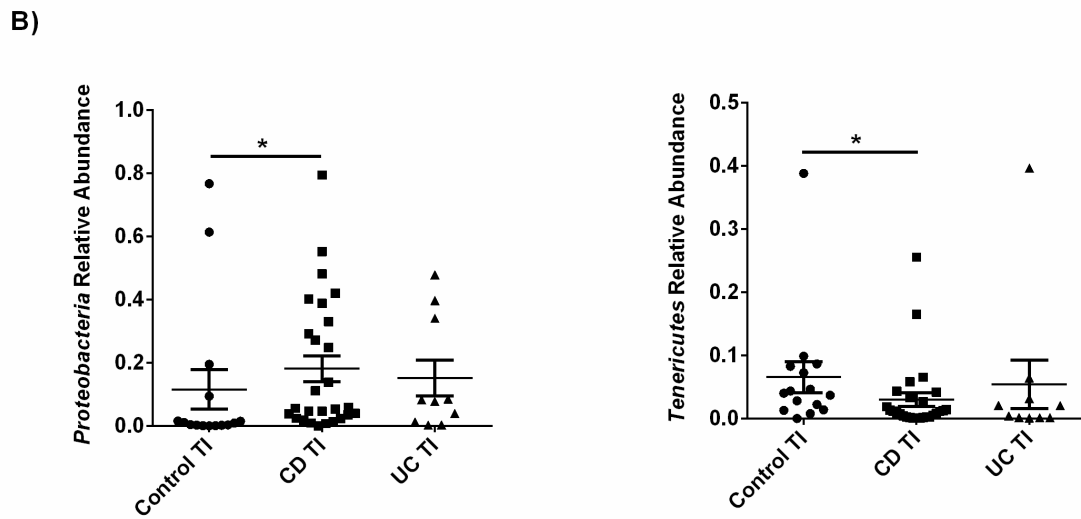 B)
Proteobacteria Relative Abundance
1.0
0.8
0.6
0.4
0.2
0.0
*
Control TI
CD TI
UC TI
Tenericutes Relative Abundance
0.5
0.4
0.3
0.2
0.1
0.0
*
Control TI
CD TI
UC TI